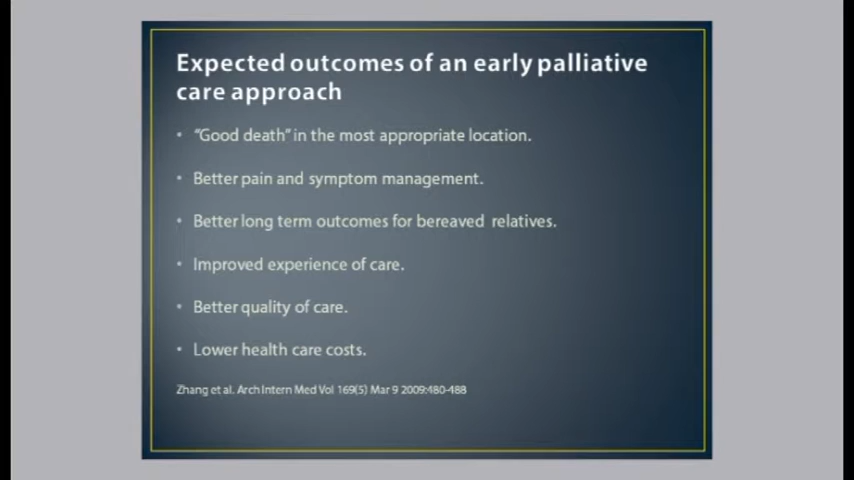 Expected outcomes of an early palliative
care approach
• "Good death" in the most appropriate location.
• Better pain and symptom management.
• Better long term outcomes for bereaved relatives.
• Improved experience of care.
• Better quality of care.
• Lower health care costs.
Zhang et al. Arch Intern Med Vol 169(5) Mar 9 2009:480-488